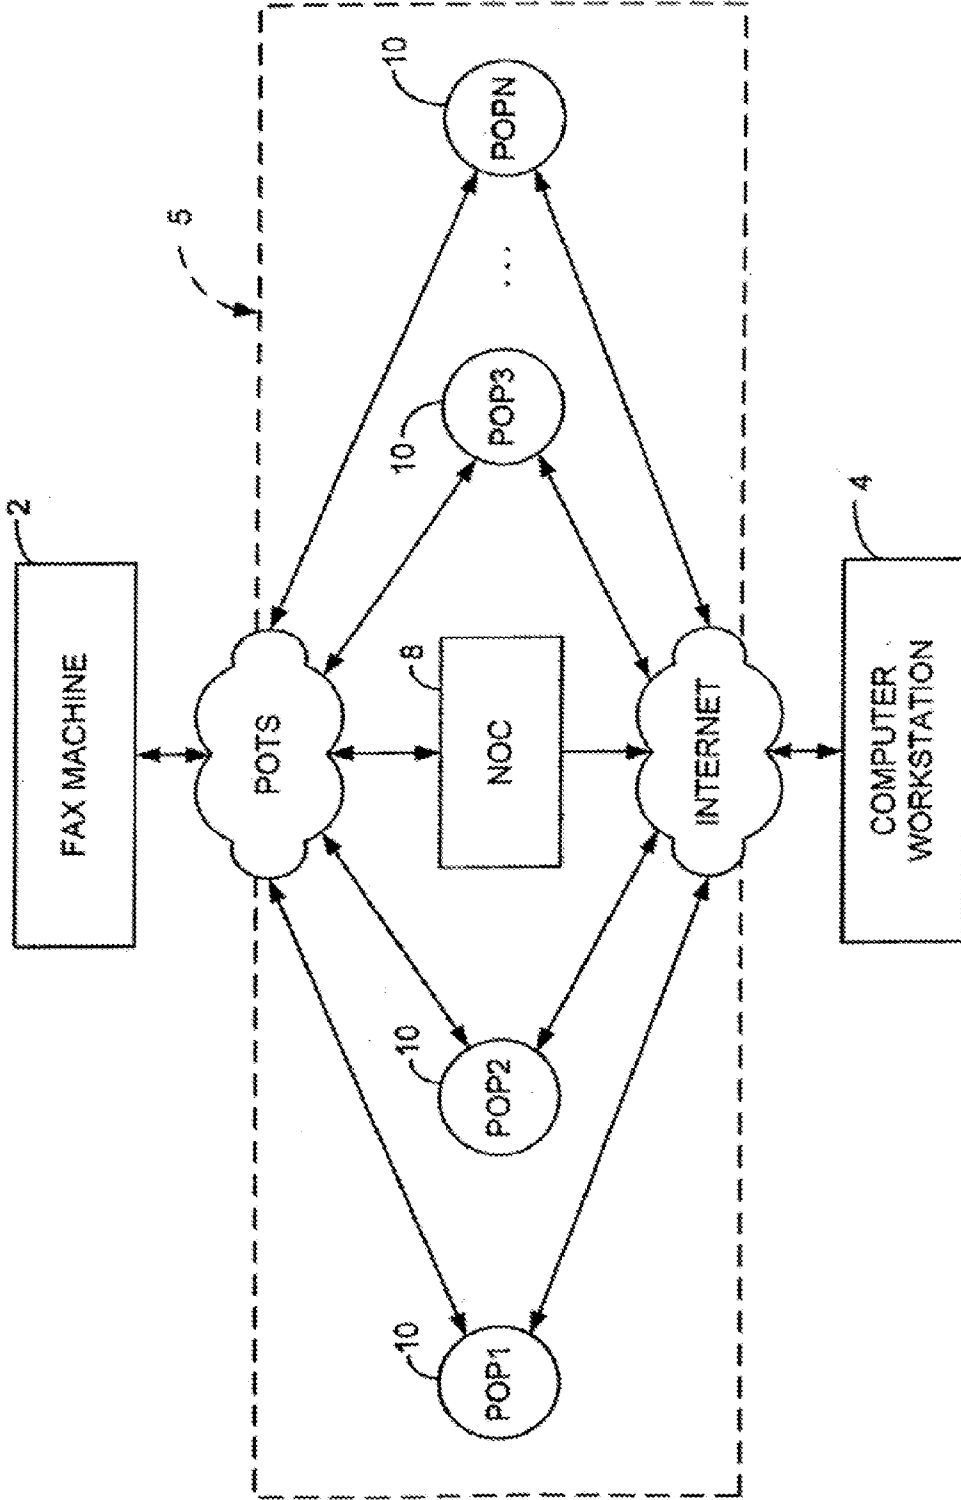 2
FAX MACHINE
5
POTS
10
POP1
10
POP2
8
NOC
10
POP3
. . .
10
POPN
INTERNET
4
COMPUTER
WORKSTATION